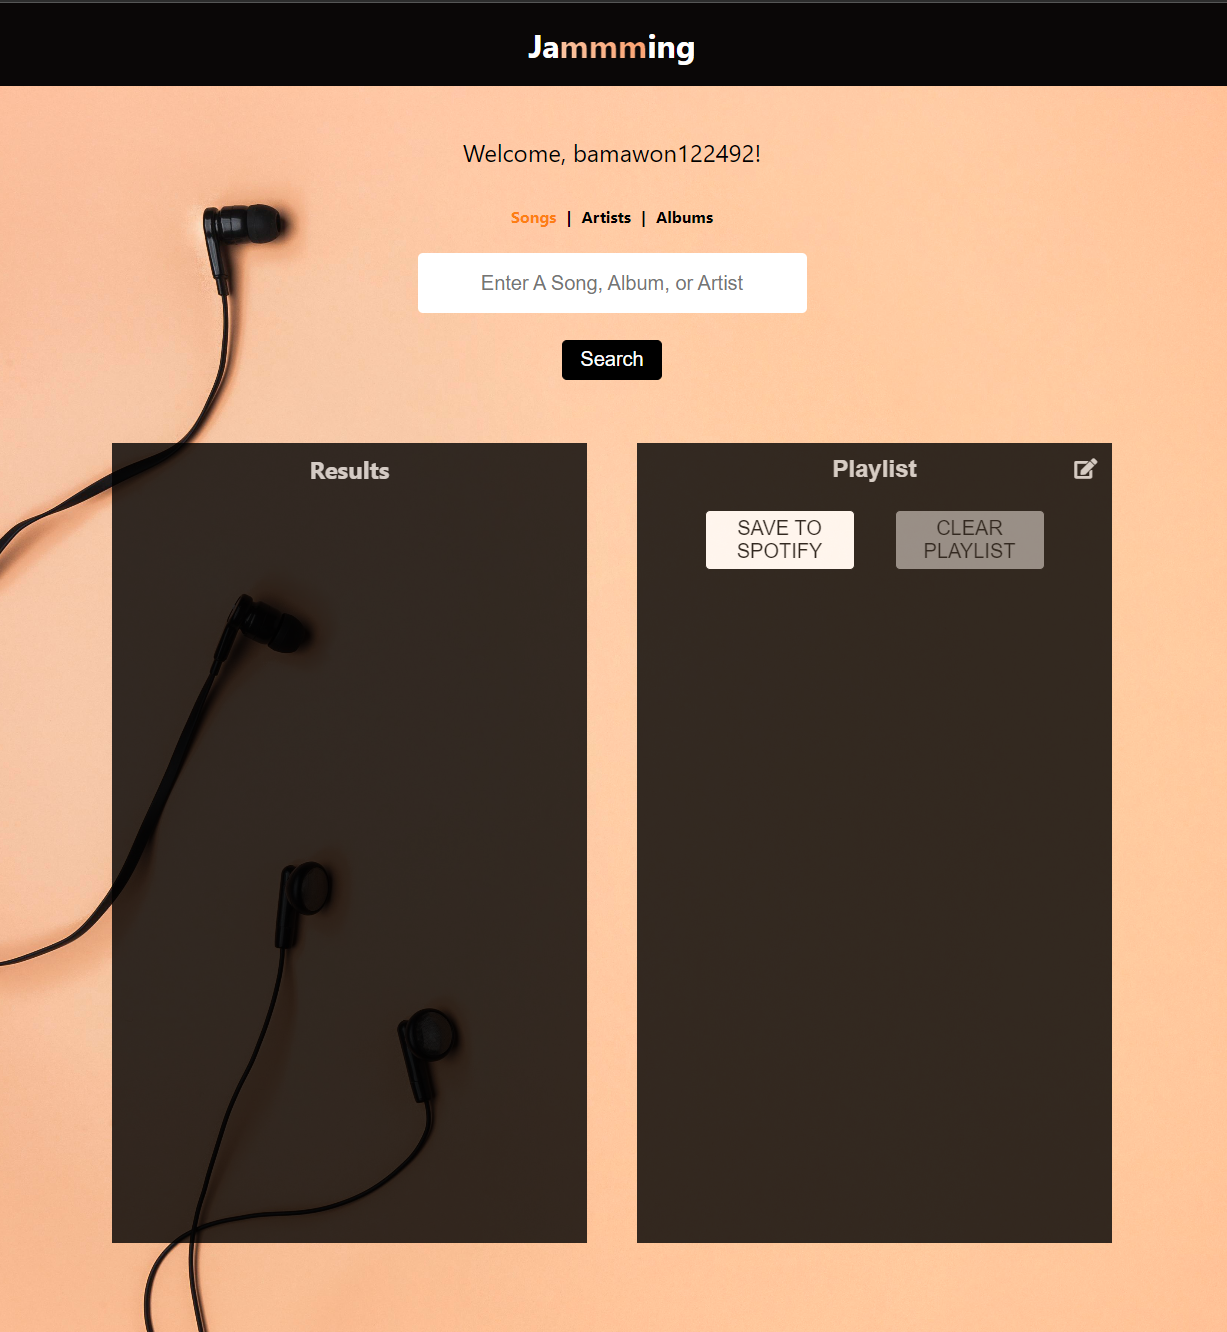 Jammming
Welcome, bamawon122492!
Songs | Artists | Albums
Enter A Song, Album, or Artist
Search
Results
Playlist
SAVE TO
SPOTIFY
CLEAR
PLAYLIST